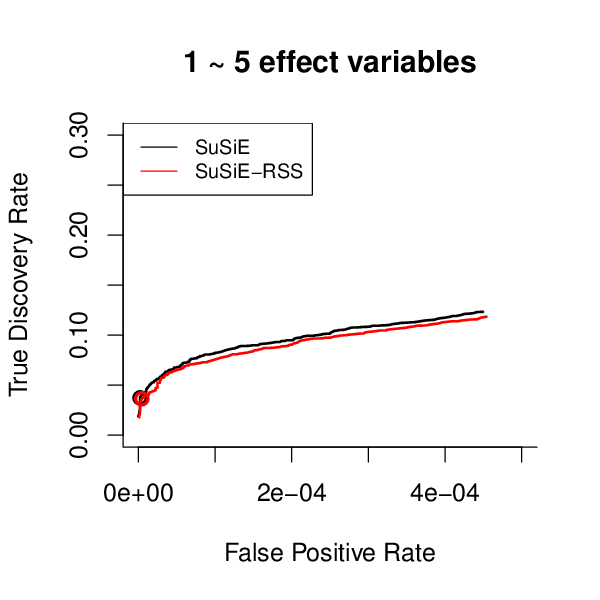 1 ~ 5 effect variables
SuSiE
SuSiE−RSS
True Discovery Rate
0.30
0.20
0.10
0.00
0e+00 2e−04 4e−04
False Positive Rate